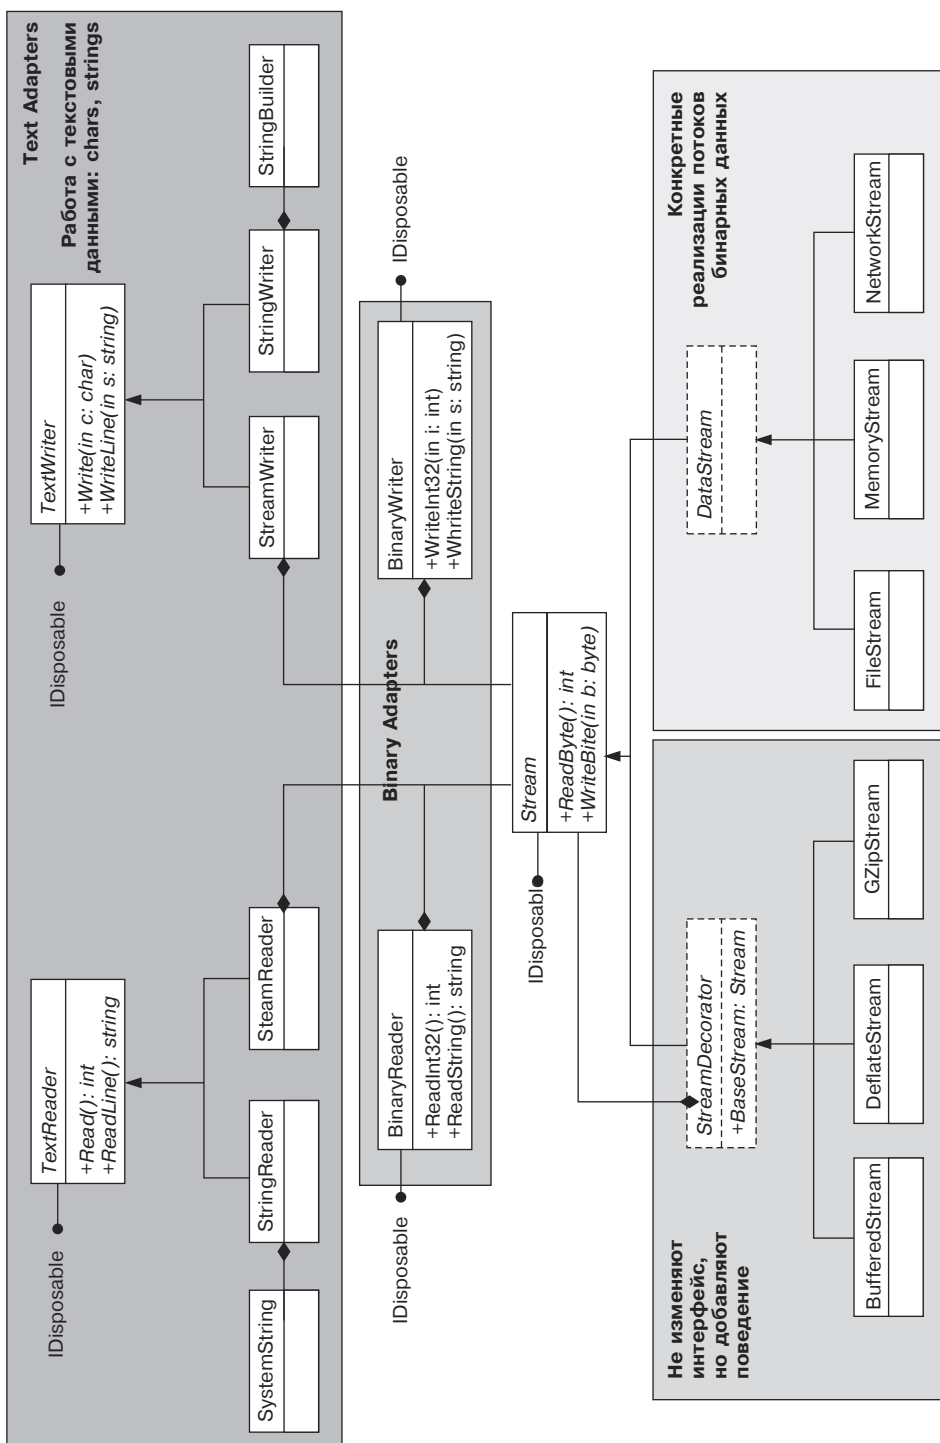 Text Adapters
Работа с текстовыми
данными: chars, strings
IDisposable
TextReader
+Read(): int
+ReadLine(): string
IDisposable
TextWriter
+Write(in c: char)
+WriteLine(in s: string)
SystemString
StringReader
SteamReader
StreamWriter
StringWriter
StringBuilder
IDisposable
BinaryReader
+ReadInt32(): int
+ReadString(): string
Binary Adapters
BinaryWriter
+WriteInt32(in i: int)
+WhriteString(in s: string)
IDisposable
IDisposable
Stream
+ReadByte(): int
+WriteBite(in b: byte)
Не изменяют
интерфейс,
но добавляют
поведение
StreamDecorator
+BaseStream: Stream
BufferedStream
DeflateStream
GZipStream
Конкретные
реализации потоков
бинарных данных
DataStream
FileStream
MemoryStream
NetworkStream